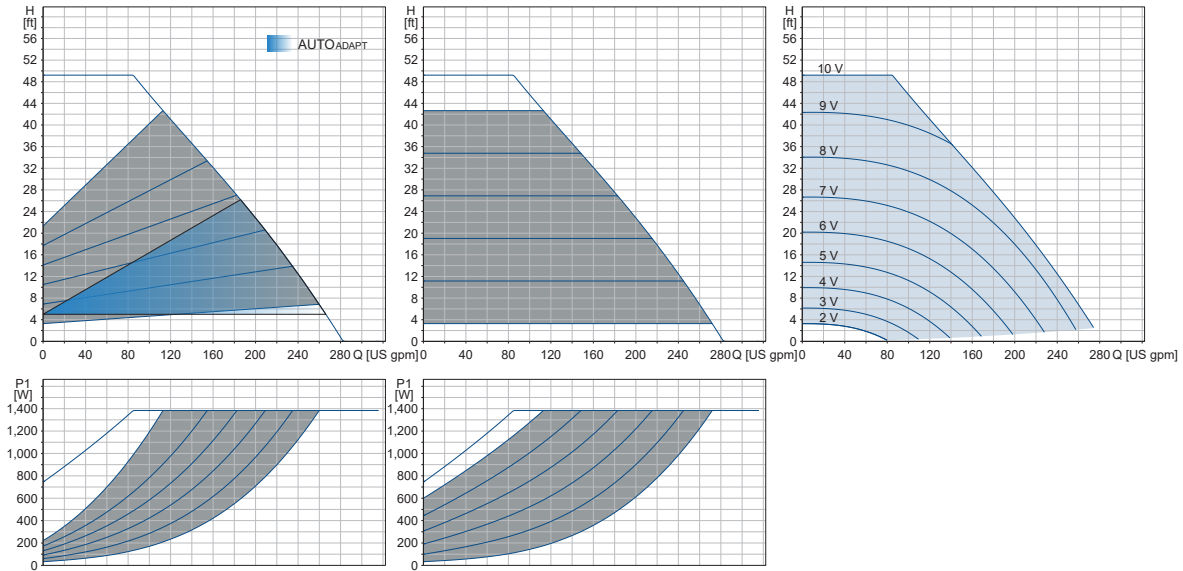 H
[ft]
56
52
48
44
40
36
32
28
24
20
16
12
8
4
0
0 40 80 120 160 200 240 280 Q [US gpm]
AUTOADAPT
H
[ft]
56
52
48
44
40
36
32
28
24
20
16
12
8
4
0
0 40 80 120 160 200 240 280 Q [US gpm]
H
[ft]
56
52
48
44
40
36
32
28
24
20
16
12
8
4
0
0 40 80 120 160 200 240 280 Q [US gpm]
10 V
9 V
8 V
7 V
6 V
5 V
4 V
3 V
2 V
P1
[W]
1,400
1,200
1,000
800
600
400
200
0
P1
[W]
1,400
1,200
1,000
800
600
400
200
0